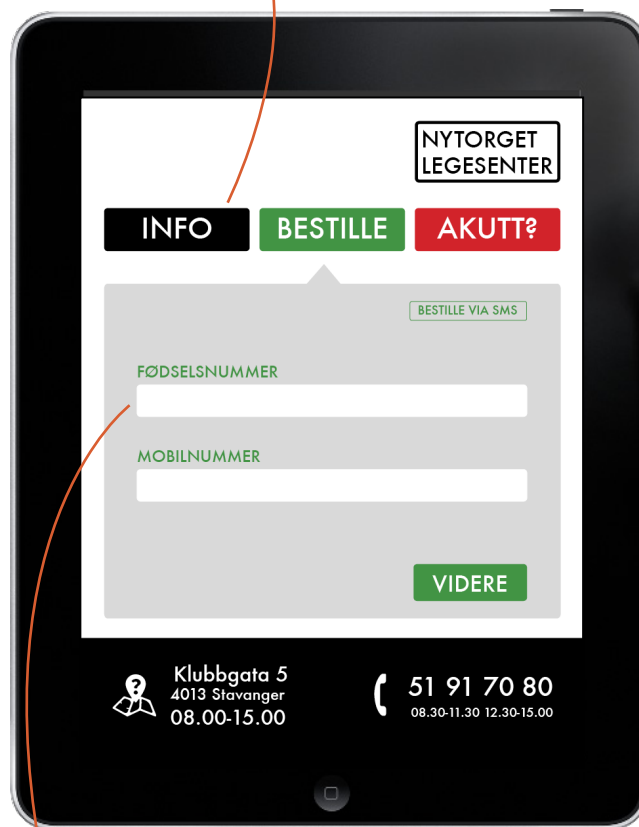 NYTORGET
LEGESENTER
INFO BESTILLE AKUTT?
BESTILLE VIA SMS
FØDSELSNUMMER
MOBILNUMMER
VIDERE
?
Klubbgata 5
4013 Stavanger
08.00-15.00
51 91 70 80
08.30-11.30 12.30-15.00